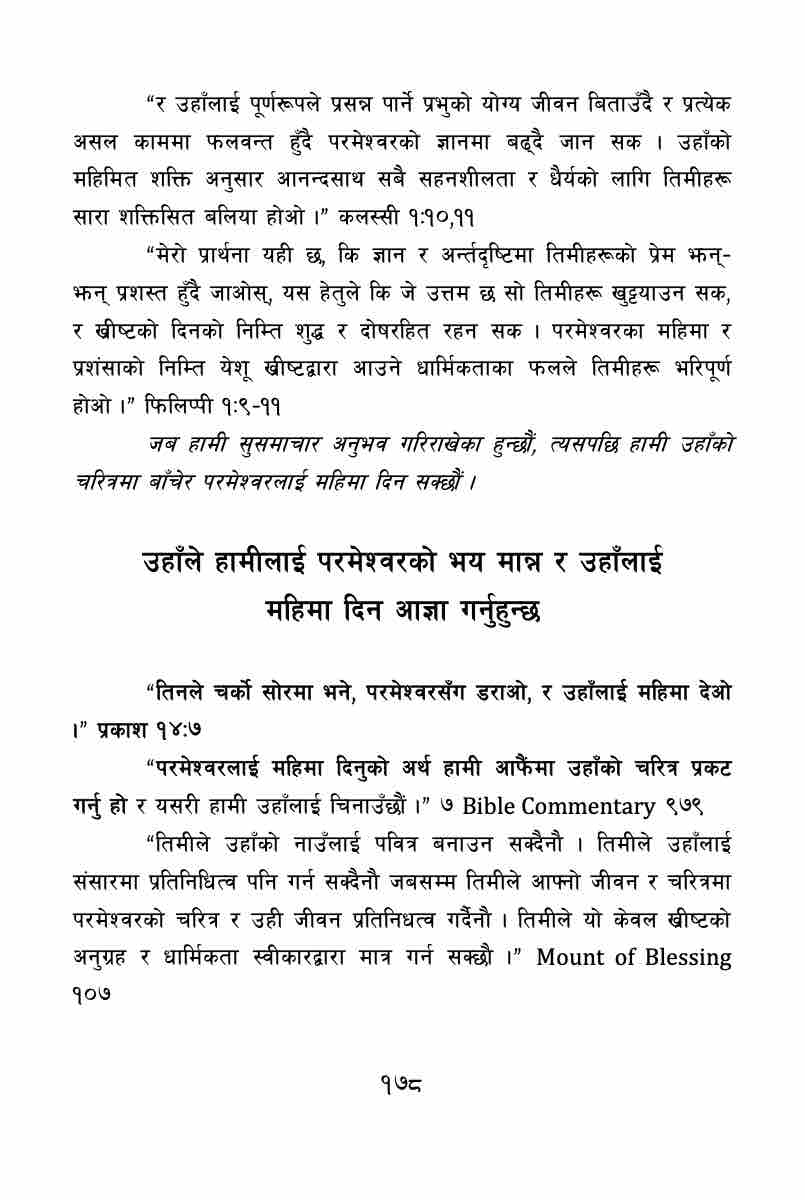 “र उहाँलाई पूर्णरूपले प्रसन्न पार्ने प्रभुको योग्य जीवन बिताउँदै र प्रत्येक
असल काममा फलवन्त हुँदै परमेश्वरको ज्ञानमा बढ्दै जान सक । उहाँको
महिमित शक्ति अनुसार आनन्दसाथ सबै सहनशीलता र धैर्यको लागि तिमीहरू
सारा शक्तिसित बलिया होओ ।” कलस्सी १:१०,११
“मेरो प्रार्थना यही छ, कि ज्ञान र अर्न्तदृष्टिमा तिमीहरूको प्रेम झन्-
झन् प्रशस्त हुँदै जाओस्, यस हेतुले कि जे उत्तम छ सो तिमीहरू खुट्टयाउन सक,
र ख्रीष्टको दिनको निम्ति शुद्ध र दोषरहित रहन सक । परमेश्वरका महिमा र
प्रशंसाको निम्ति येशू ख्रीष्टद्वारा आउने धार्मिकताका फलले तिमीहरू भरिपूर्ण
होओ ।” फिलिप्पी १:९-११
जब हामी सुसमाचार अनुभव गरिराखेका हुन्छौं, त्यसपछि हामी उहाँको
चरित्रमा बाँचेर परमेश्वरलाई महिमा दिन सक्छौं ।
उहाँले हामीलाई परमेश्वरको भय मान्न र उहाँलाई
महिमा दिन आज्ञा गर्नुहुन्छ
“तिनले चर्को सोरमा भने, परमेश्वरसँग डराओ, र उहाँलाई महिमा देओ
।” प्रकाश १४:७
“परमेश्वरलाई महिमा दिनुको अर्थ हामी आफैंमा उहाँको चरित्र प्रकट
गर्नु हो र यसरी हामी उहाँलाई चिनाउँछौं ।” ७ Bible Commentary ९७९
“तिमीले उहाँको नाउँलाई पवित्र बनाउन सक्दैनौ । तिमीले उहाँलाई
संसारमा प्रतिनिधित्व पनि गर्न सक्दैनौ जबसम्म तिमीले आफ्नो जीवन र चरित्रमा
परमेश्वरको चरित्र र उही जीवन प्रतिनिधत्व गर्दैनौ । तिमीले यो केवल ख्रीष्टको
अनुग्रह र धार्मिकता स्वीकारद्वारा मात्र गर्न सक्छौ ।” Mount of Blessing
१०७
१७८